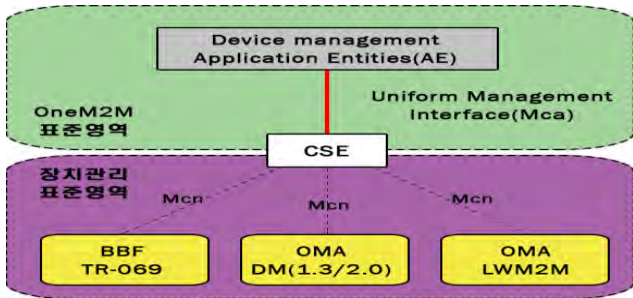 Device management
Application Entities(AE)
OneM2M
표준영역
Uniform Management
Interface(Mca)
CSE
장치관리
표준영역
Mcn
Mcn
Mcn
BBF
TR-069
OMA
DM(1.3/2.0)
OMA
LWM2M